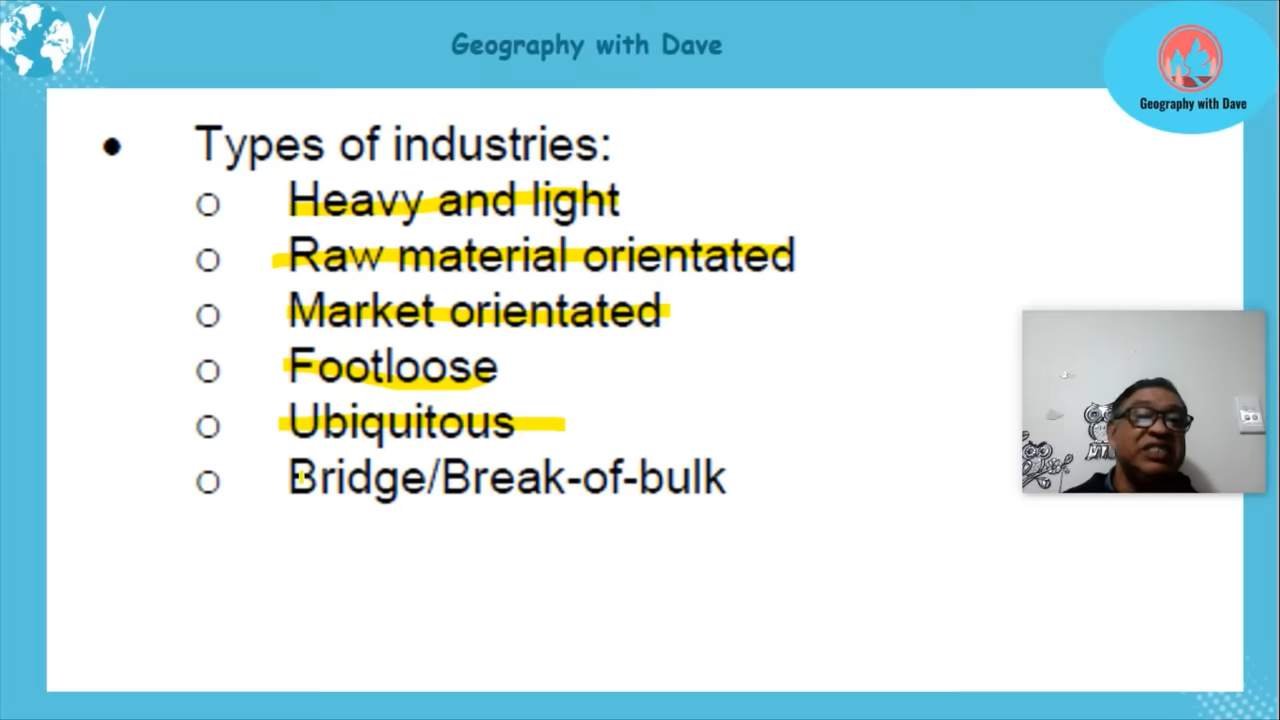 Geography with Dave
Geography with Dave
Types of industries:
Heavy and light
Raw material orientated
Market orientated
Footloose
Ubiquitous
Bridge/Break-of-bulk